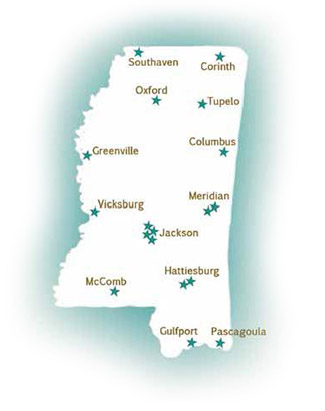 Southaven
Corinth
Oxford
Tupelo
Columbus
Greenville
Vicksburg
Meridian
Jackson
Hattiesburg
McComb
Gulfport
Pascagoula